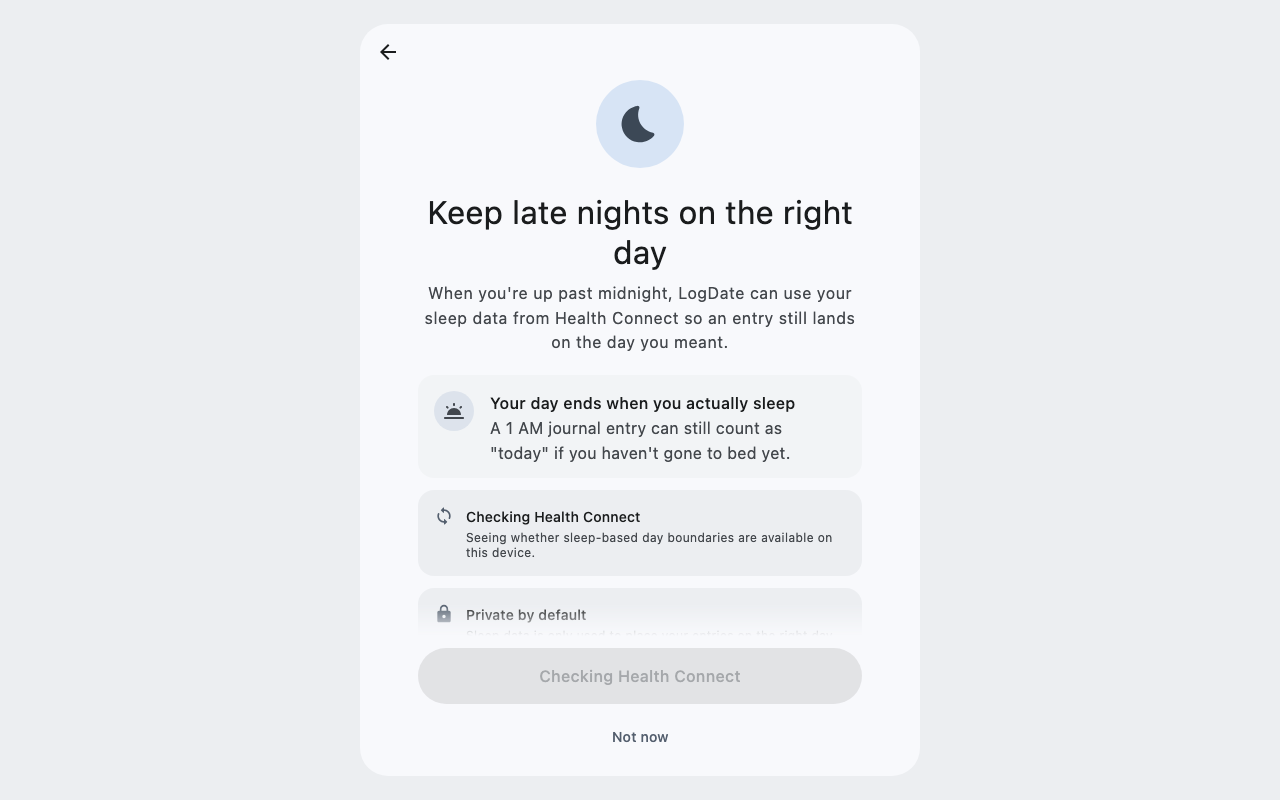 Keep late nights on the right
day
When you're up past midnight, LogDate can use your
sleep data from Health Connect so an entry still lands
on the day you meant.
Your day ends when you actually sleep
A 1 AM journal entry can still count as
"today" if you haven't gone to bed yet.
Checking Health Connect
Seeing whether sleep-based day boundaries are available on
this device.
Private by default
Checking Health Connect
Not now